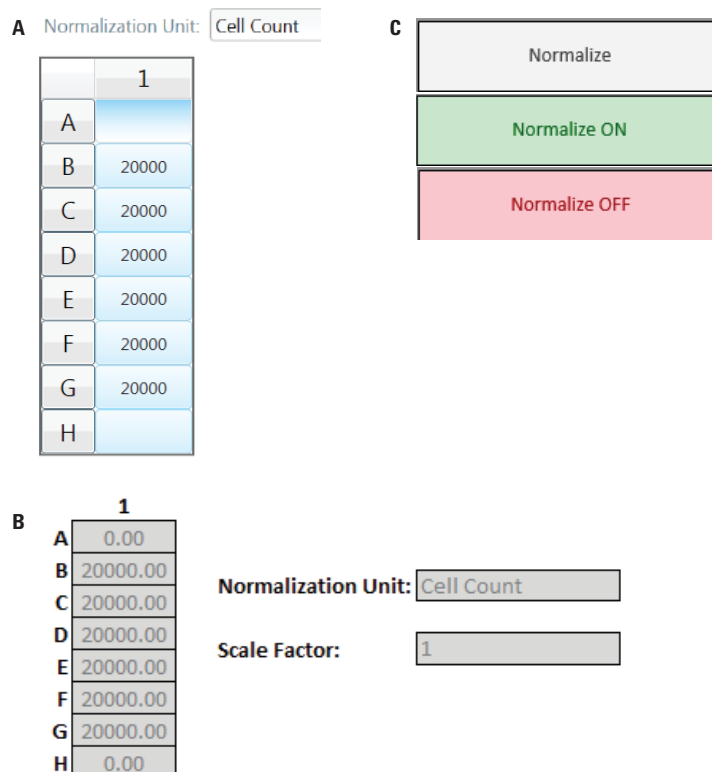 A Normalization Unit: Cell Count
1
A
B 20000
C 20000
D 20000
E 20000
F 20000
G 20000
H
C
Normalize
Normalize ON
Normalize OFF
B
1
A 0.00
B 20000.00
C 20000.00
D 20000.00
E 20000.00
F 20000.00
G 20000.00
H 0.00
Normalization Unit: Cell Count
Scale Factor: 1